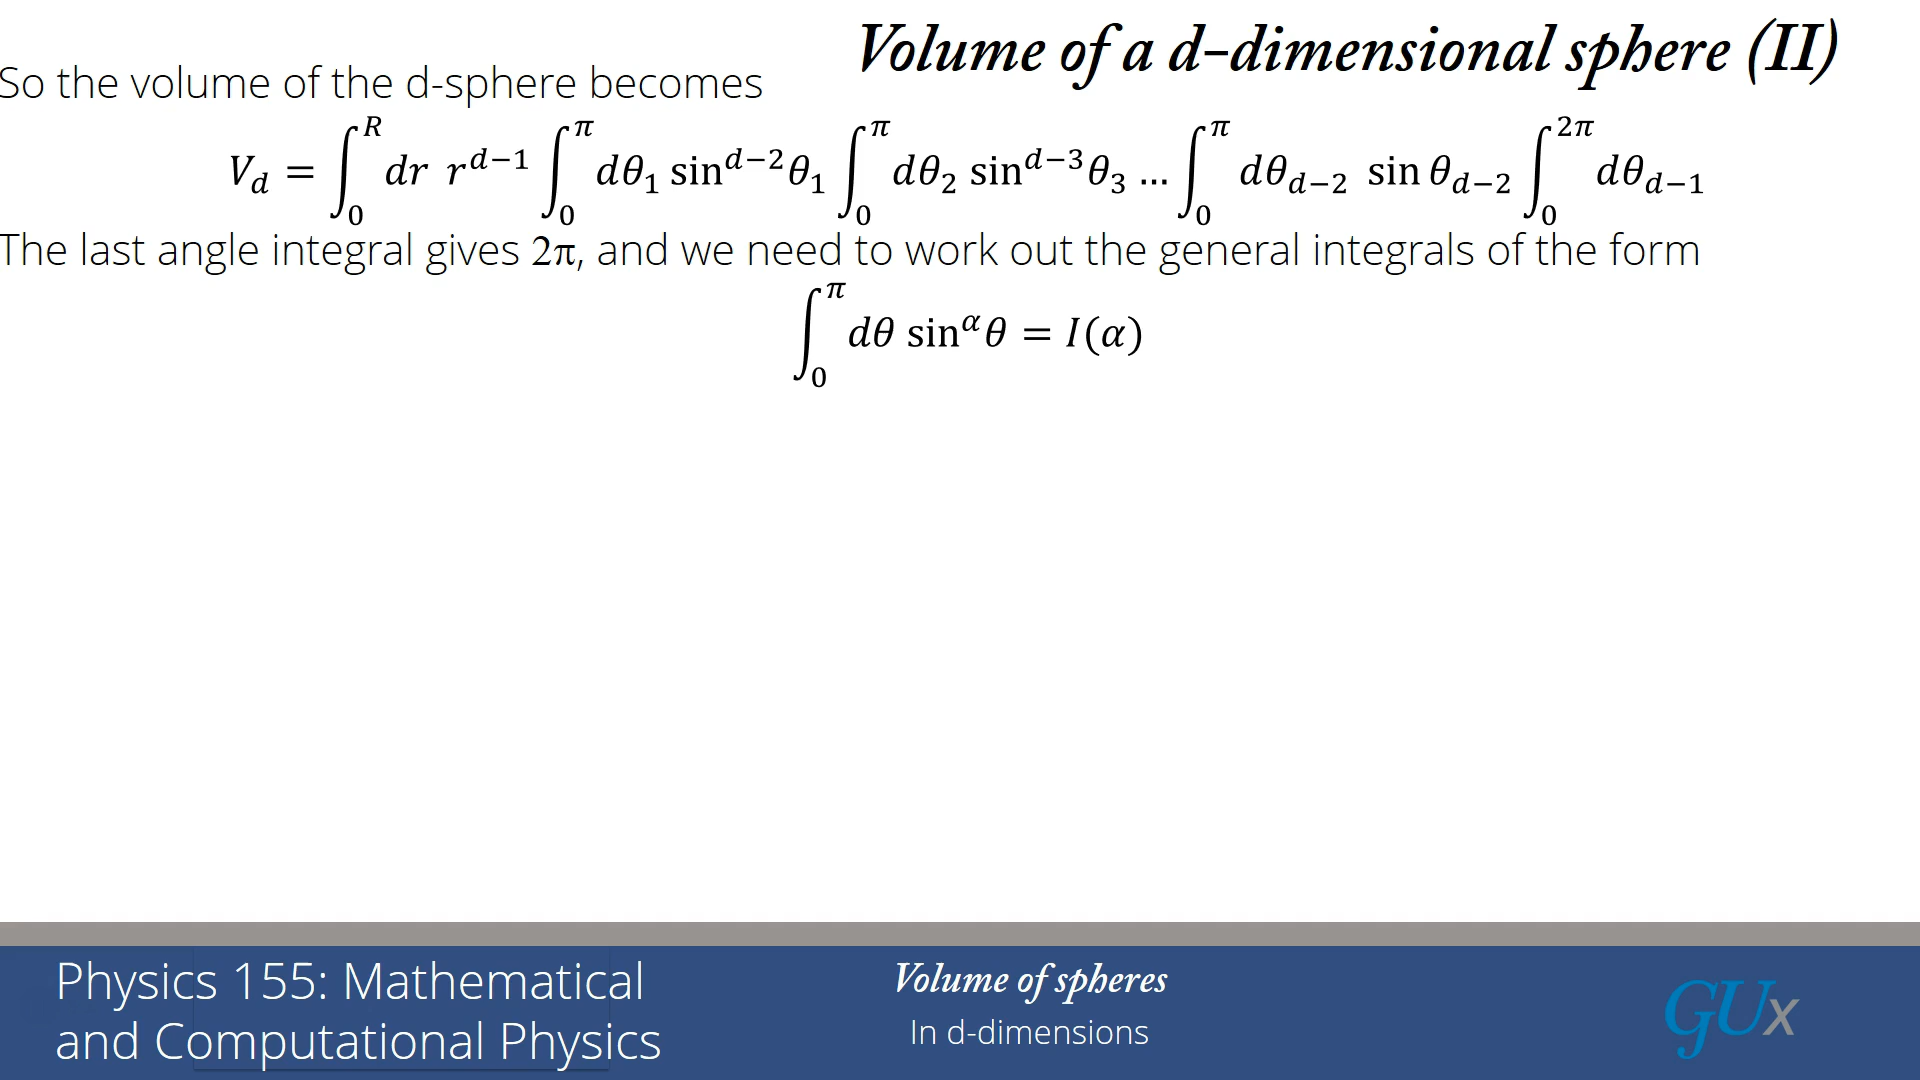 Volume of a d-dimensional sphere (II)
So the volume of the d-sphere becomes
V_d = ∫_0^R dr r^{d−1} ∫_0^π dθ_1 sin^{d−2}θ_1 ∫_0^π dθ_2 sin^{d−3}θ_3 … ∫_0^π dθ_{d−2} sin θ_{d−2} ∫_0^{2π} dθ_{d−1}
The last angle integral gives 2π, and we need to work out the general integrals of the form
∫_0^π dθ sin^α θ = I(α)
Physics 155: Mathematical
and Computational Physics
Volume of spheres
In d-dimensions
GUx